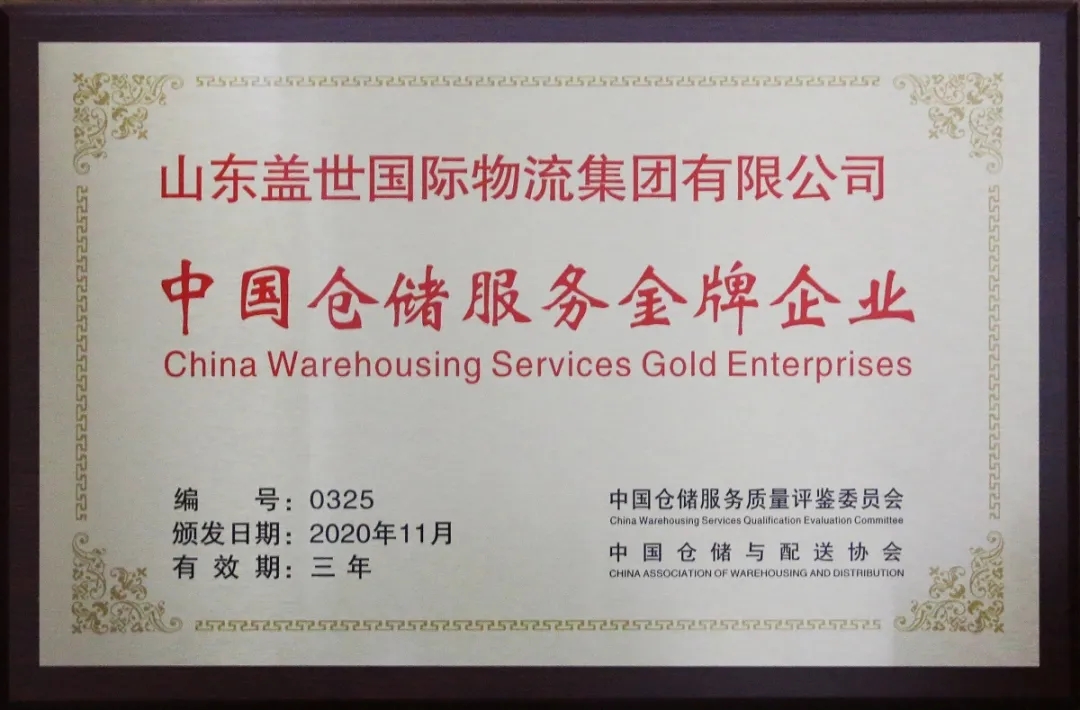 山东盖世国际物流集团有限公司
中国仓储服务金牌企业
China Warehousing Services Gold Enterprises
编 号：0325
颁发日期：2020年11月
有 效 期：三 年
中国仓储服务质量评鉴委员会
China Warehousing Services Qualification Evaluation Committee
中国仓储与配送协会
CHINA ASSOCIATION OF WAREHOUSING AND DISTRIBUTION